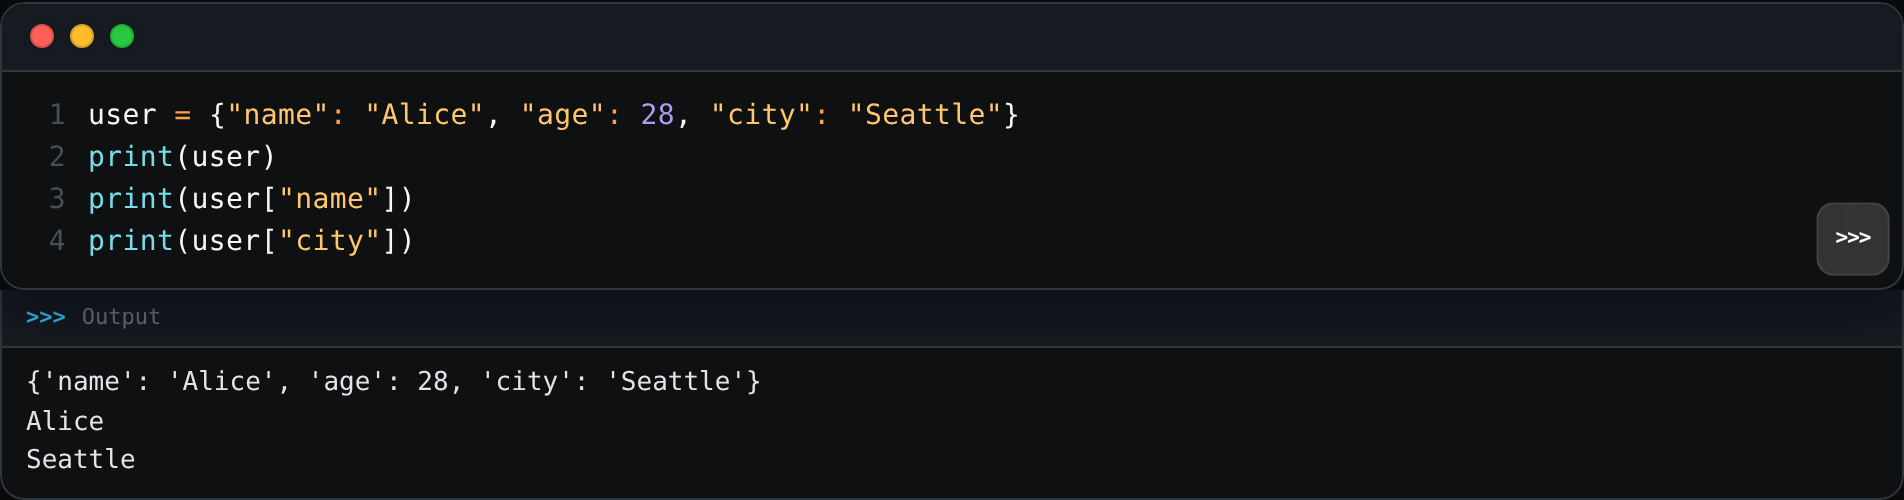 1 user = {"name": "Alice", "age": 28, "city": "Seattle"}
2 print(user)
3 print(user["name"])
4 print(user["city"])
>>>
>>> Output
{'name': 'Alice', 'age': 28, 'city': 'Seattle'}
Alice
Seattle